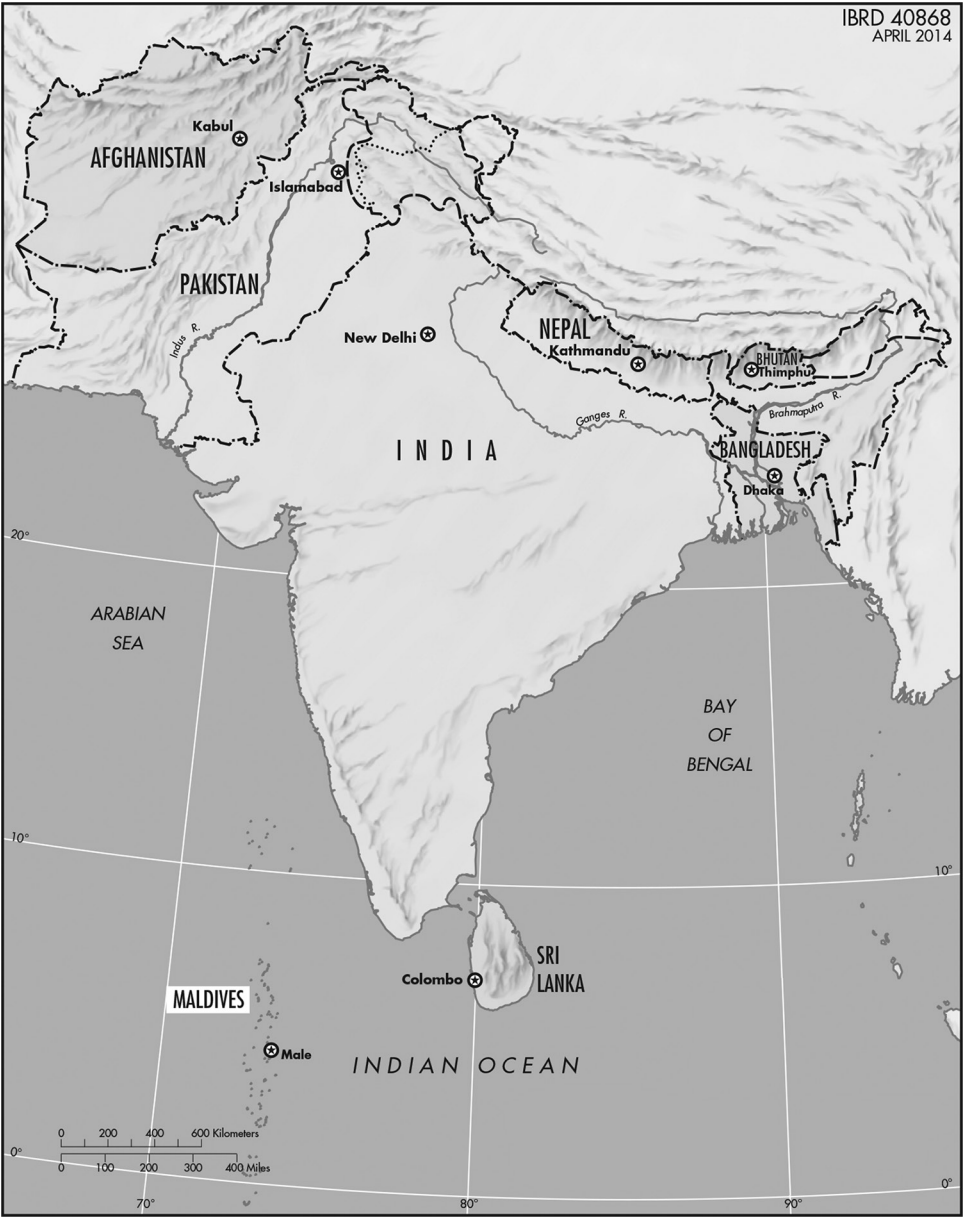 IBRD 40868
APRIL 2014
Kabul
AFGHANISTAN
Islamabad
PAKISTAN
Indus R.
New Delhi
NEPAL
Kathmandu
BHUTAN
Thimphu
Brahmaputra R.
Ganges R.
INDIA
BANGLADESH
Dhaka
20°
ARABIAN
SEA
BAY
OF
BENGAL
10°
10°
SRI
LANKA
Colombo
MALDIVES
Male
INDIAN OCEAN
0 200 400 600 Kilometers
0 100 200 300 400 Miles
0°
0°
70°
80°
90°